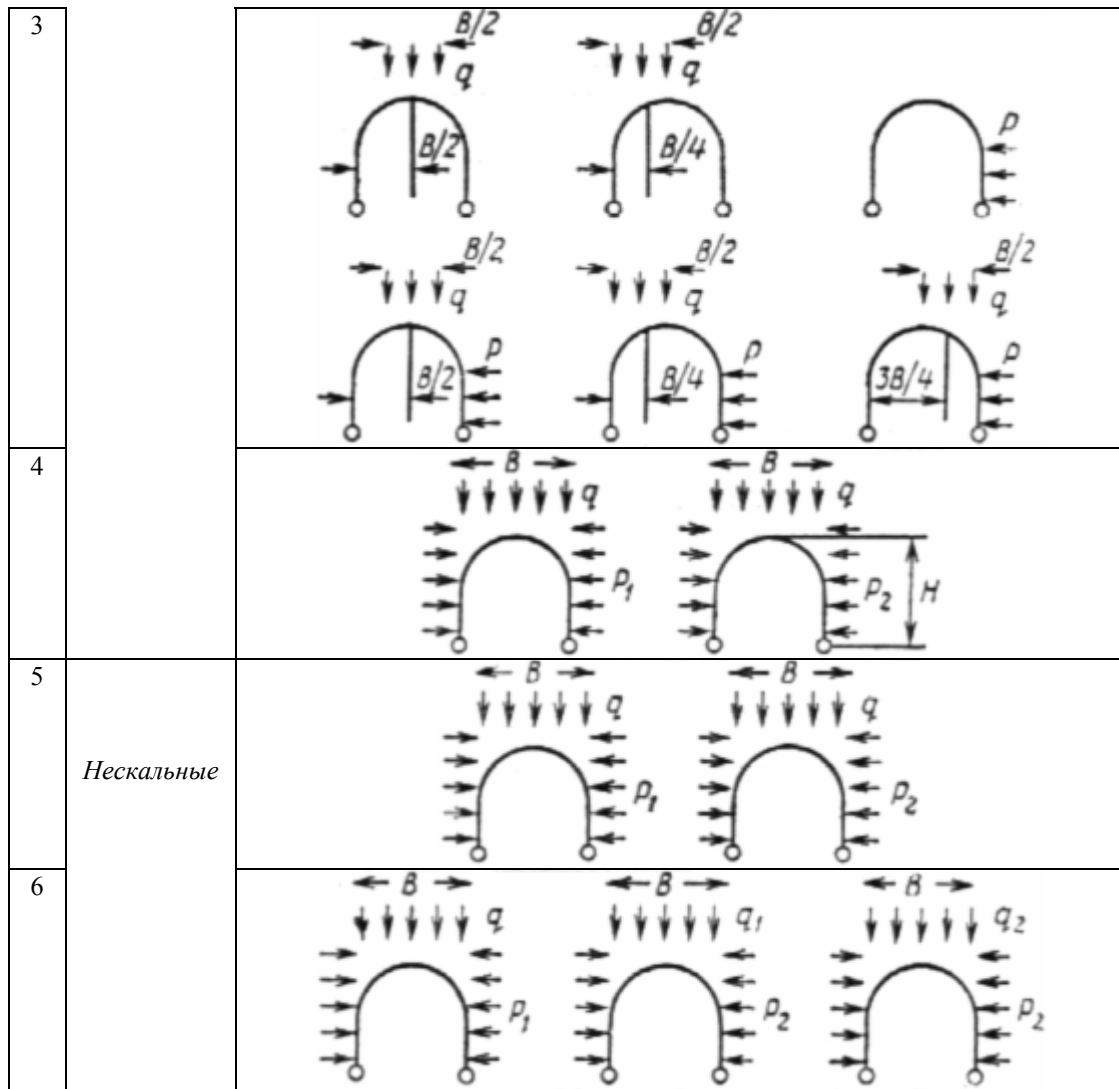 3
B/2 B/2
q q
B/2 B/4 P
B/2 B/2 B/2
q q q
P P P
B/2 B/4 3B/4
4
B B
q q
P₁ P₂ H
5
Нескальные
B B
q q
P₁ P₂
6
B B B
q q₁ q₂
P₁ P₂ P₂